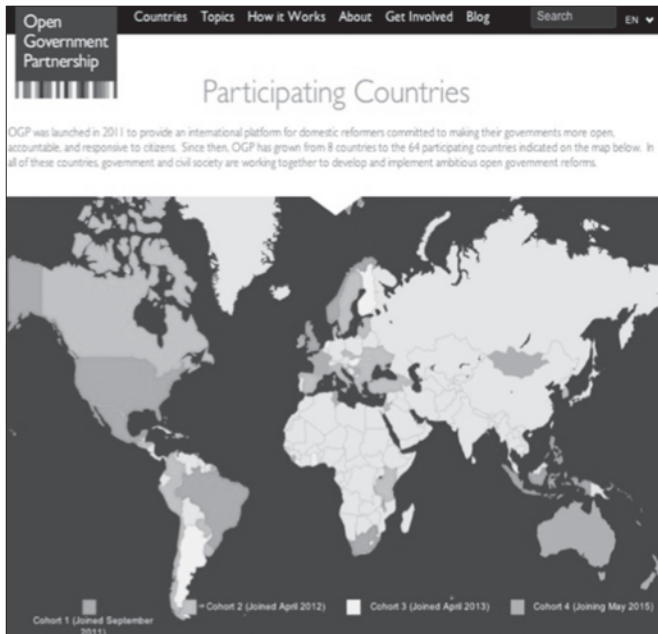 Open
Government
Partnership
Countries Topics How it Works About Get Involved Blog
Search
EN
Participating Countries
OGP was launched in 2011 to provide an international platform for domestic reformers committed to making their governments more open,
accountable, and responsive to citizens. Since then, OGP has grown from 8 countries to the 64 participating countries indicated on the map below. In
all of these countries, government and civil society are working together to develop and implement ambitious open government reforms.
Cohort 1 (Joined September
2011)
Cohort 2 (Joined April 2012)
Cohort 3 (Joined April 2013)
Cohort 4 (Joining May 2015)